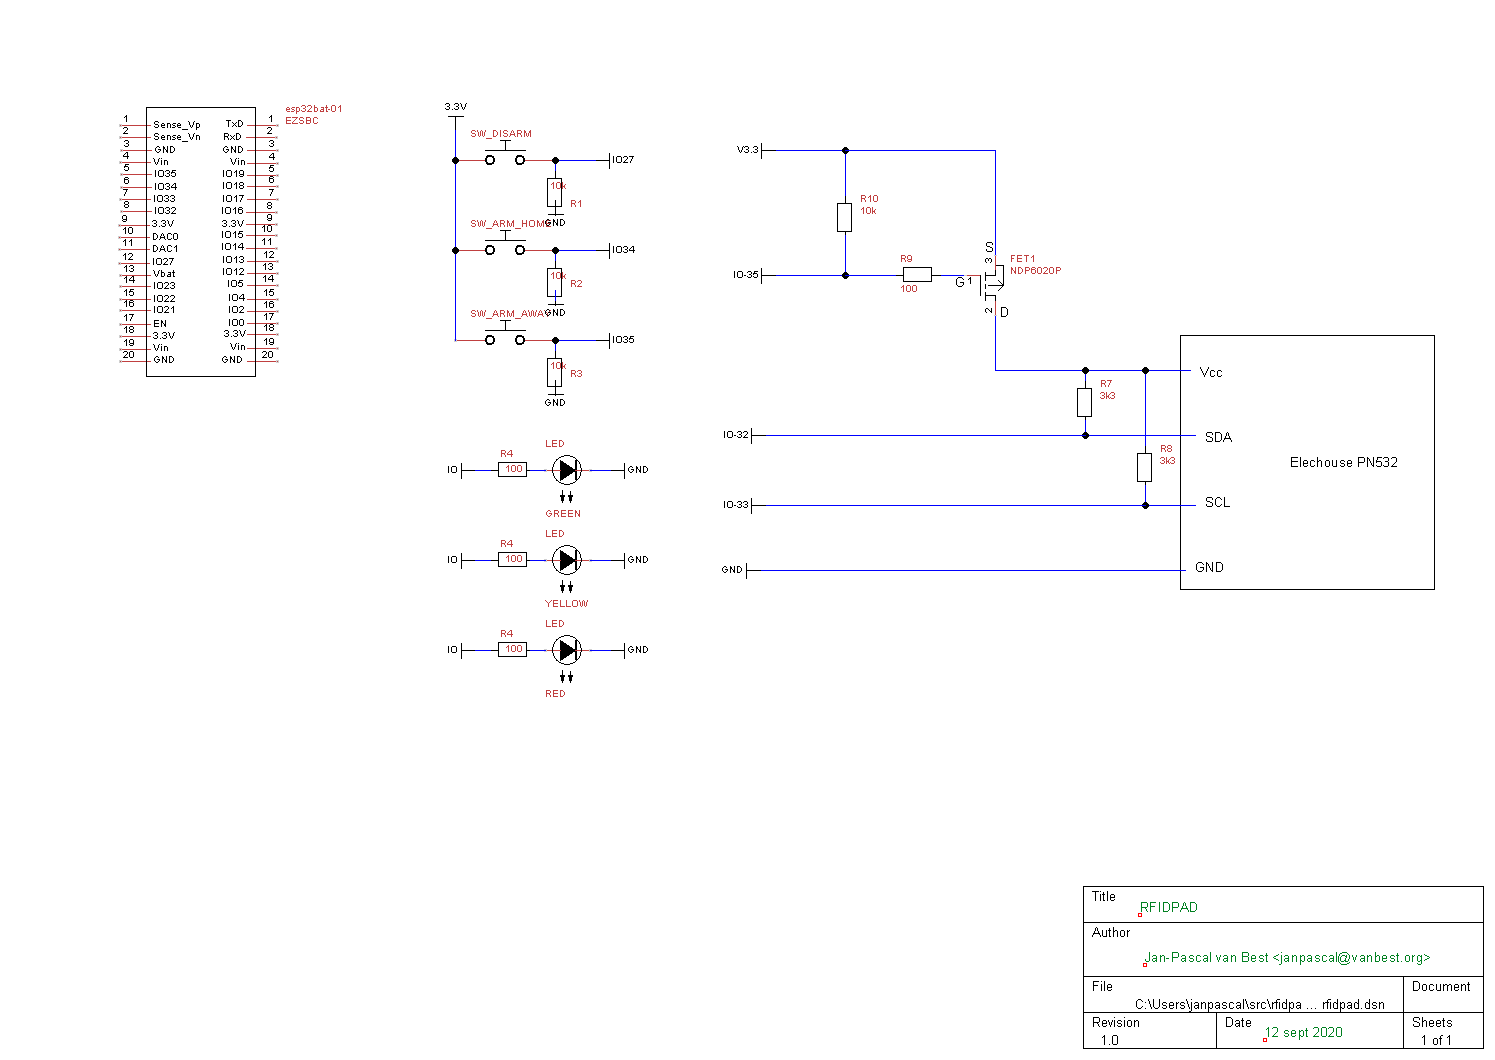 esp32bat-01
EZSBC
1 Sense_Vp TxD 1
2 Sense_Vn RxD 2
3 GND GND 3
4 Vin Vin 4
5 IO35 IO19 5
6 IO34 IO18 6
7 IO33 IO17 7
8 IO32 IO16 8
9 3.3V 3.3V 9
10 DAC0 IO15 10
11 DAC1 IO14 11
12 IO27 IO13 12
13 Vbat IO12 13
14 IO23 IO5 14
15 IO22 IO4 15
16 IO21 IO2 16
17 EN IO0 17
18 3.3V 3.3V 18
19 Vin Vin 19
20 GND GND 20
3.3V
SW_DISARM
IO27
10k
R1
GND
SW_ARM_HOME
IO34
10k
R2
GND
SW_ARM_AWAY
IO35
10k
R3
GND
LED
R4
IO 100 GND
GREEN
LED
R4
IO 100 GND
YELLOW
LED
R4
IO 100 GND
RED
V3.3
R10
10k
IO-35
R9
100
G 1
3 S
FET1
NDP6020P
2 D
Vcc
R7
3k3
IO-32
SDA
R8
3k3
Elechouse PN532
IO-33
SCL
GND
GND
Title
RFIDPAD
Author
Jan-Pascal van Best <janpascal@vanbest.org>
File
C:\Users\janpascal\src\rfidpa ... rfidpad.dsn
Document
Revision
1.0
Date
12 sept 2020
Sheets
1 of 1